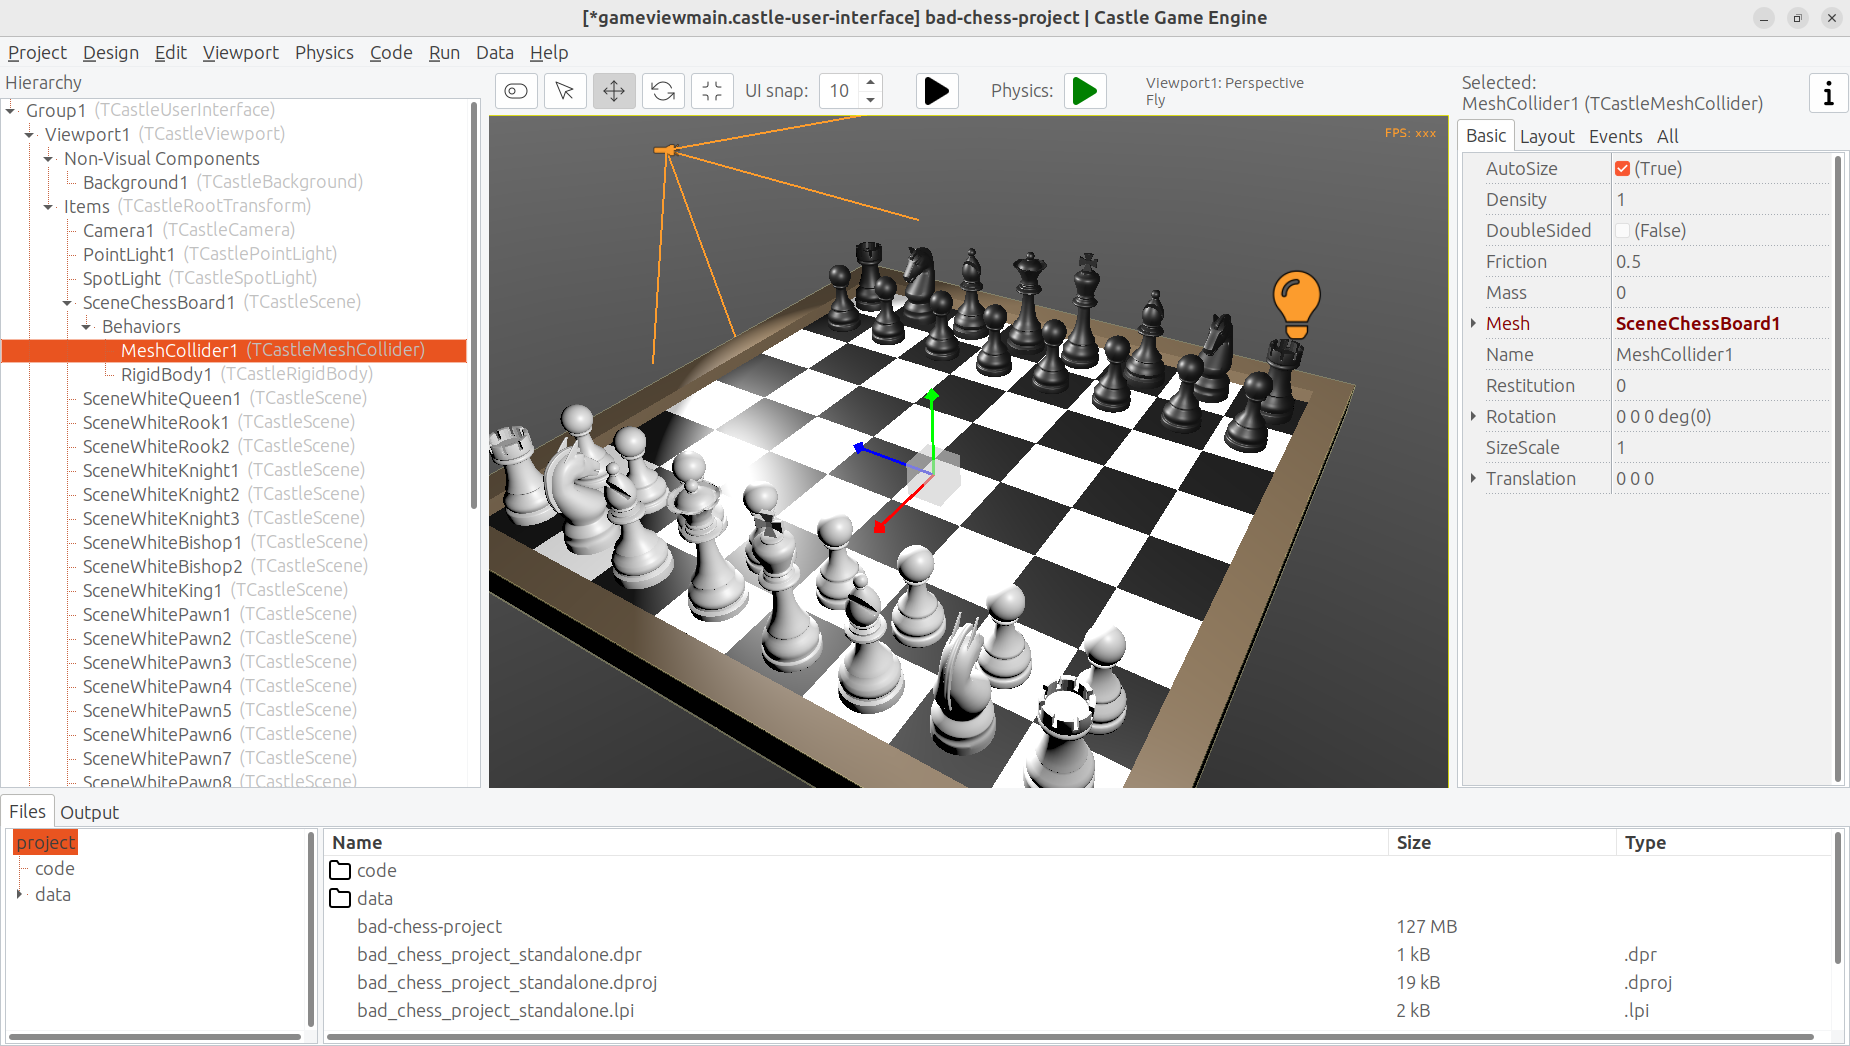 [*gameviewmain.castle-user-interface] bad-chess-project | Castle Game Engine
Project Design Edit Viewport Physics Code Run Data Help
Hierarchy
Group1 (TCastleUserInterface)
Viewport1 (TCastleViewport)
Non-Visual Components
Background1 (TCastleBackground)
Items (TCastleRootTransform)
Camera1 (TCastleCamera)
PointLight1 (TCastlePointLight)
SpotLight (TCastleSpotLight)
SceneChessBoard1 (TCastleScene)
Behaviors
MeshCollider1 (TCastleMeshCollider)
RigidBody1 (TCastleRigidBody)
SceneWhiteQueen1 (TCastleScene)
SceneWhiteRook1 (TCastleScene)
SceneWhiteRook2 (TCastleScene)
SceneWhiteKnight1 (TCastleScene)
SceneWhiteKnight2 (TCastleScene)
SceneWhiteKnight3 (TCastleScene)
SceneWhiteBishop1 (TCastleScene)
SceneWhiteBishop2 (TCastleScene)
SceneWhiteKing1 (TCastleScene)
SceneWhitePawn1 (TCastleScene)
SceneWhitePawn2 (TCastleScene)
SceneWhitePawn3 (TCastleScene)
SceneWhitePawn4 (TCastleScene)
SceneWhitePawn5 (TCastleScene)
SceneWhitePawn6 (TCastleScene)
SceneWhitePawn7 (TCastleScene)
SceneWhitePawn8 (TCastleScene)
UI snap: 10 Physics:
Viewport1: Perspective
Fly
FPS: xxx
Selected:
MeshCollider1 (TCastleMeshCollider)
Basic Layout Events All
AutoSize (True)
Density 1
DoubleSided (False)
Friction 0.5
Mass 0
Mesh SceneChessBoard1
Name MeshCollider1
Restitution 0
Rotation 0 0 0 deg(0)
SizeScale 1
Translation 0 0 0
Files Output
project
code
data
Name Size Type
code
data
bad-chess-project 127 MB
bad_chess_project_standalone.dpr 1 kB .dpr
bad_chess_project_standalone.dproj 19 kB .dproj
bad_chess_project_standalone.lpi 2 kB .lpi